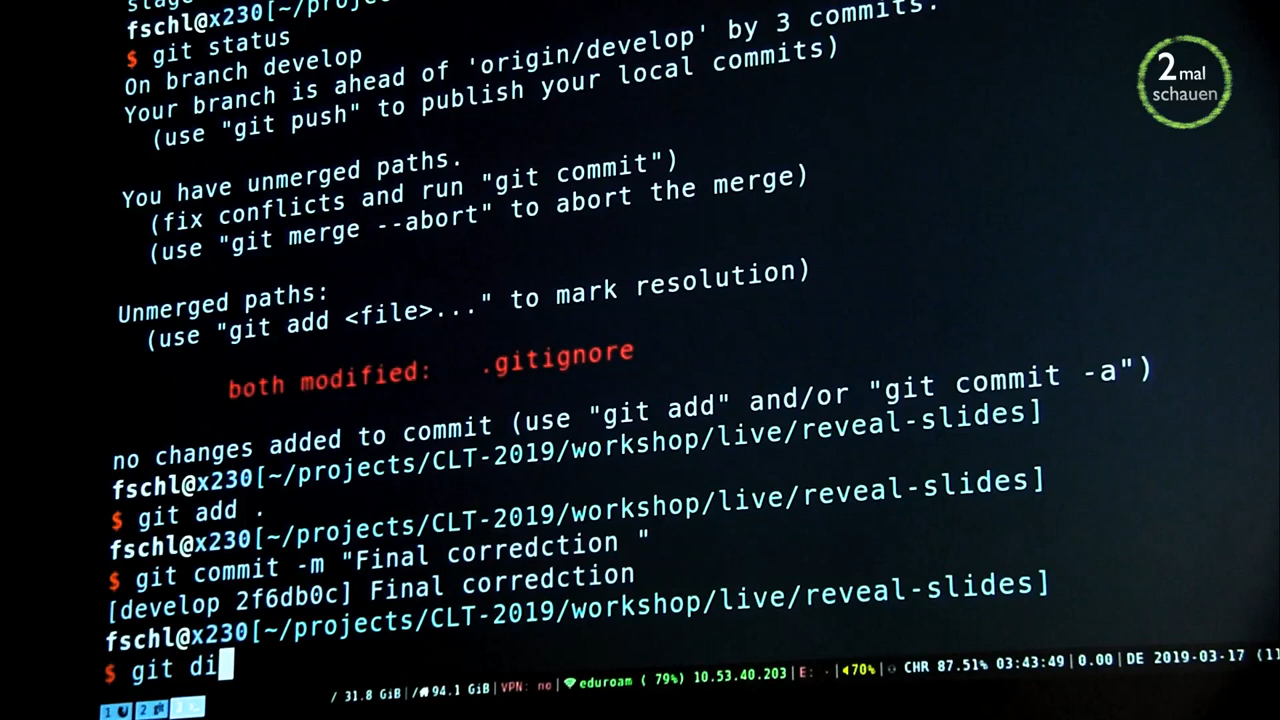 fschl@x230[~/proje
$ git status
On branch develop
Your branch is ahead of 'origin/develop' by 3 commits.
(use "git push" to publish your local commits)
You have unmerged paths.
(fix conflicts and run "git commit")
(use "git merge --abort" to abort the merge)
Unmerged paths:
(use "git add <file>..." to mark resolution)
both modified: .gitignore
no changes added to commit (use "git add" and/or "git commit -a")
fschl@x230[~/projects/CLT-2019/workshop/live/reveal-slides]
$ git add .
fschl@x230[~/projects/CLT-2019/workshop/live/reveal-slides]
$ git commit -m "Final corredction "
[develop 2f6db0c] Final corredction
fschl@x230[~/projects/CLT-2019/workshop/live/reveal-slides]
$ git di
1 2 3 / 31.8 GiB|/ 94.1 GiB|VPN: no| eduroam ( 79%) 10.53.40.203|E: | 70%| CHR 87.51% 03:43:49|0.00|DE 2019-03-17 (11
2mal
schauen